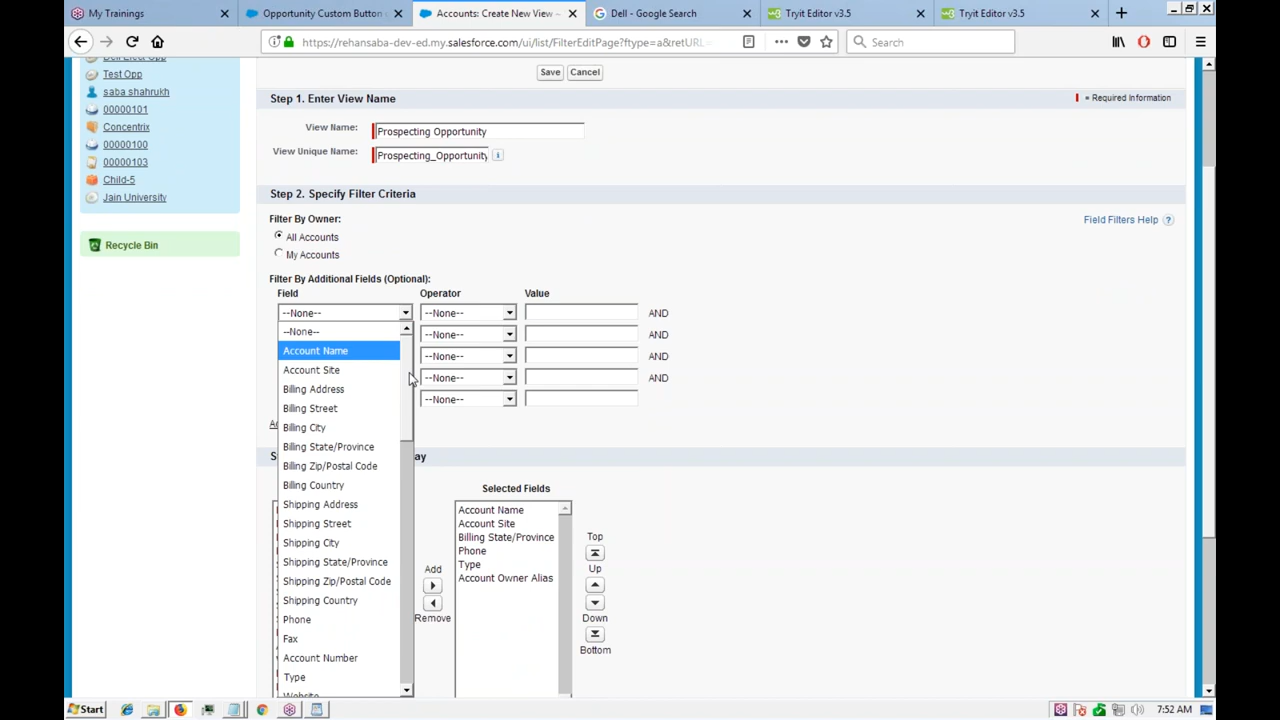 My Trainings
Opportunity Custom Button
Accounts: Create New View ~
Dell - Google Search
Tryit Editor v3.5
Tryit Editor v3.5
https://rehansaba-dev-ed.my.salesforce.com/ui/list/FilterEditPage?ftype=a&retURL=
Search
Test Opp
saba shahrukh
00000101
Concentrix
00000100
00000103
Child-5
Jain University
Recycle Bin
Save Cancel
Step 1. Enter View Name
= Required Information
View Name: Prospecting Opportunity
View Unique Name: Prospecting_Opportunity
Step 2. Specify Filter Criteria
Filter By Owner:
Field Filters Help ?
All Accounts
My Accounts
Filter By Additional Fields (Optional):
Field Operator Value
--None-- --None-- AND
--None-- AND
--None-- AND
--None-- AND
--None--
--None--
Account Name
Account Site
Billing Address
Billing Street
Billing City
Billing State/Province
Billing Zip/Postal Code
Billing Country
Shipping Address
Shipping Street
Shipping City
Shipping State/Province
Shipping Zip/Postal Code
Shipping Country
Phone
Fax
Account Number
Type
Website
Selected Fields
Account Name
Account Site
Billing State/Province
Phone
Type
Account Owner Alias
Add
Remove
Top
Up
Down
Bottom
Start
7:52 AM